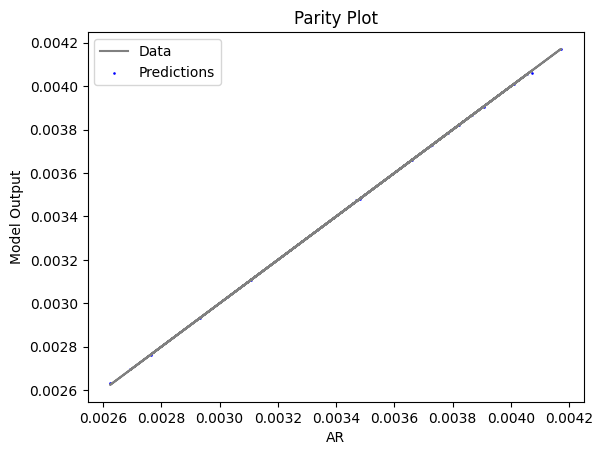 Parity Plot
Data
Predictions
Model Output
0.0042
0.0040
0.0038
0.0036
0.0034
0.0032
0.0030
0.0028
0.0026
0.0026 0.0028 0.0030 0.0032 0.0034 0.0036 0.0038 0.0040 0.0042
AR